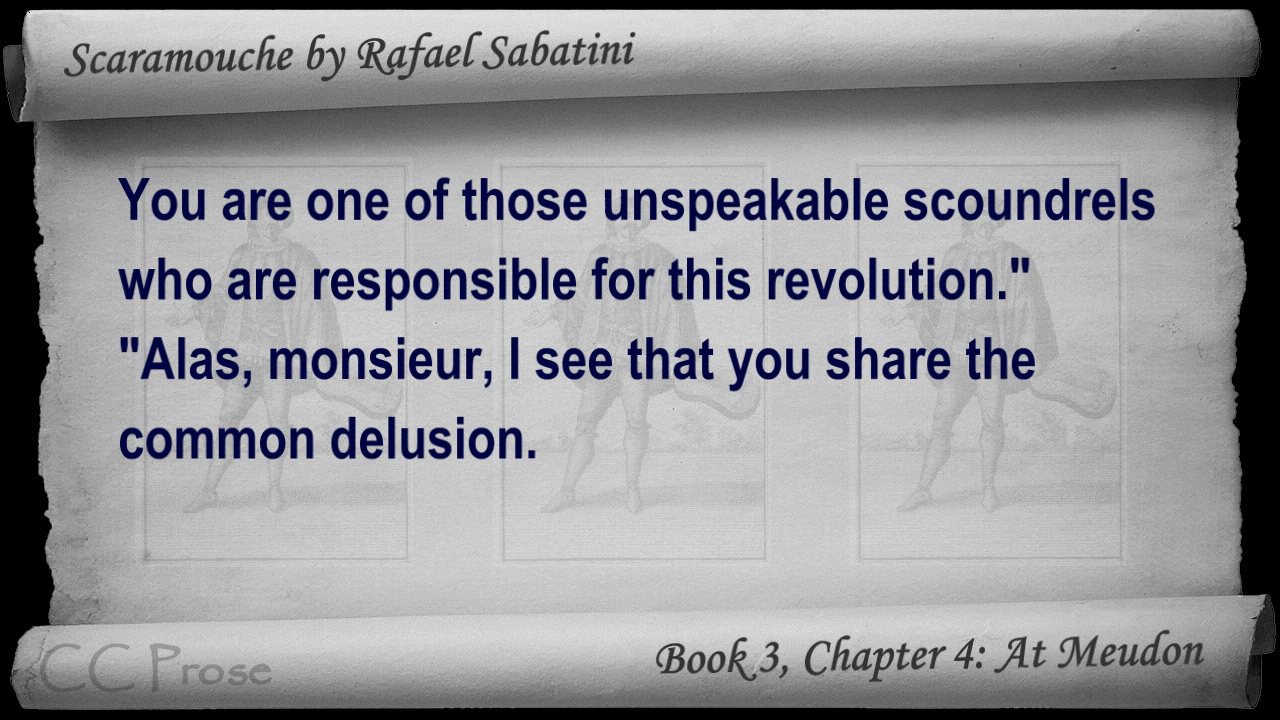 Scaramouche by Rafael Sabatini
You are one of those unspeakable scoundrels
who are responsible for this revolution."
"Alas, monsieur, I see that you share the
common delusion.
CC Prose
Book 3, Chapter 4: At Meudon